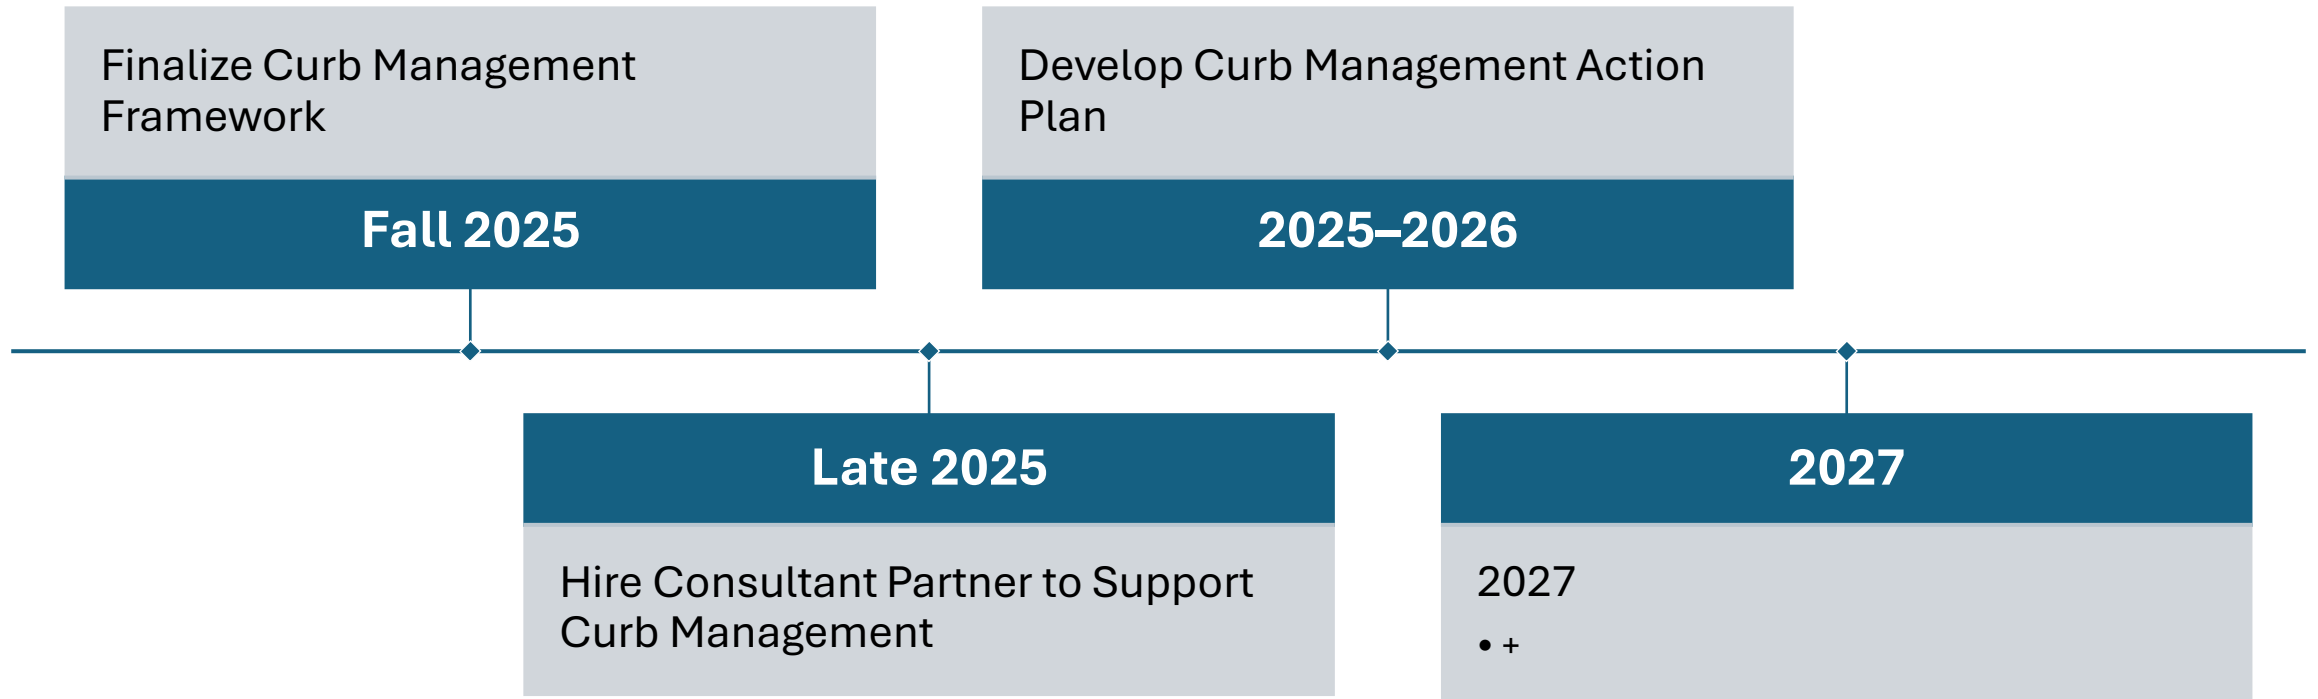 Finalize Curb Management
Framework
Fall 2025
Develop Curb Management Action
Plan
2025–2026
Late 2025
Hire Consultant Partner to Support
Curb Management
2027
2027
• +